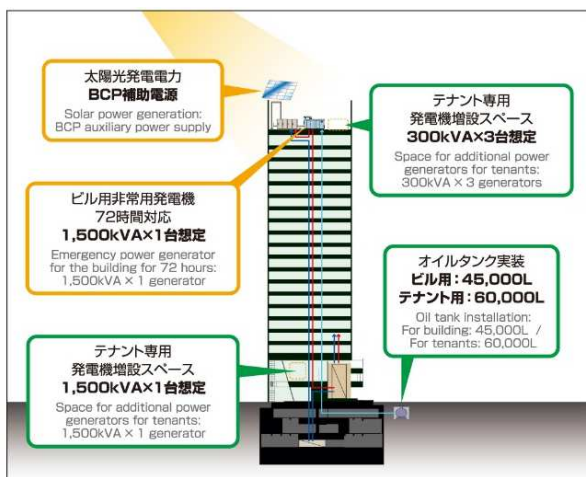 太陽光発電電力
BCP補助電源
Solar power generation:
BCP auxiliary power supply
テナント専用
発電機増設スペース
300kVA×3台想定
Space for additional power
generators for tenants:
300kVA × 3 generators
ビル用非常用発電機
72時間対応
1,500kVA×1台想定
Emergency power generator
for the building for 72 hours:
1,500kVA × 1 generator
オイルタンク実装
ビル用：45,000L
テナント用：60,000L
Oil tank installation:
For building: 45,000L /
For tenants: 60,000L
テナント専用
発電機増設スペース
1,500kVA×1台想定
Space for additional power
generators for tenants:
1,500kVA × 1 generator